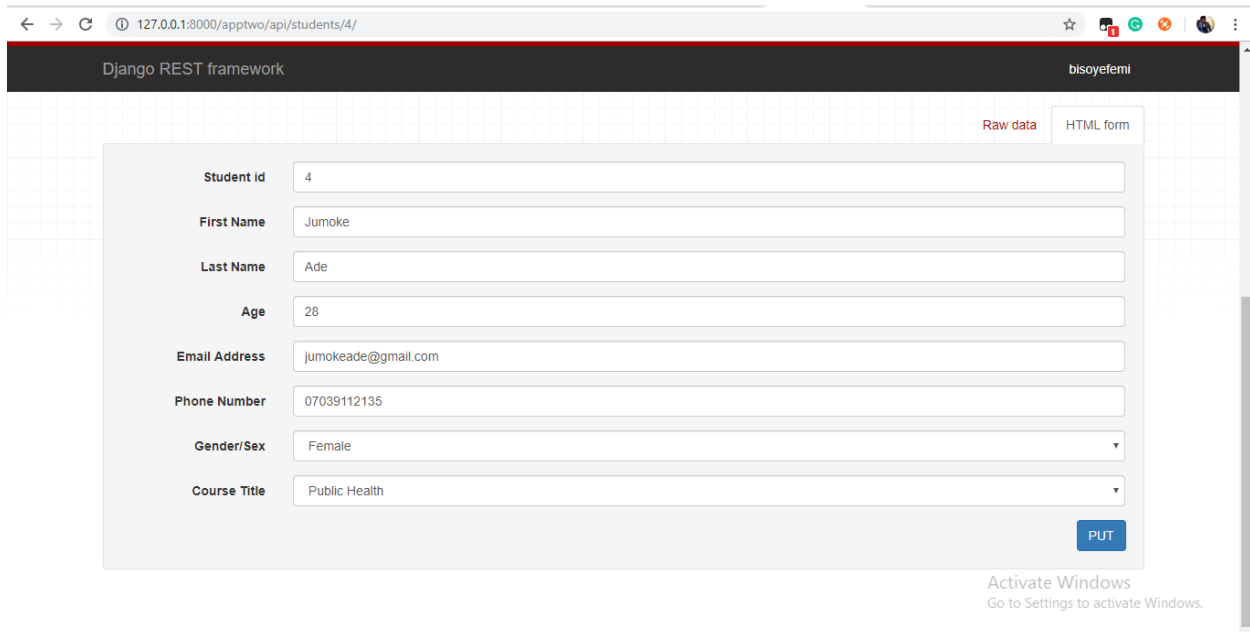 127.0.0.1:8000/apptwo/api/students/4/
1
Django REST framework bisoyefemi
Raw data HTML form
Student id 4
First Name Jumoke
Last Name Ade
Age 28
Email Address jumokeade@gmail.com
Phone Number 07039112135
Gender/Sex Female
Course Title Public Health
PUT
Activate Windows
Go to Settings to activate Windows.